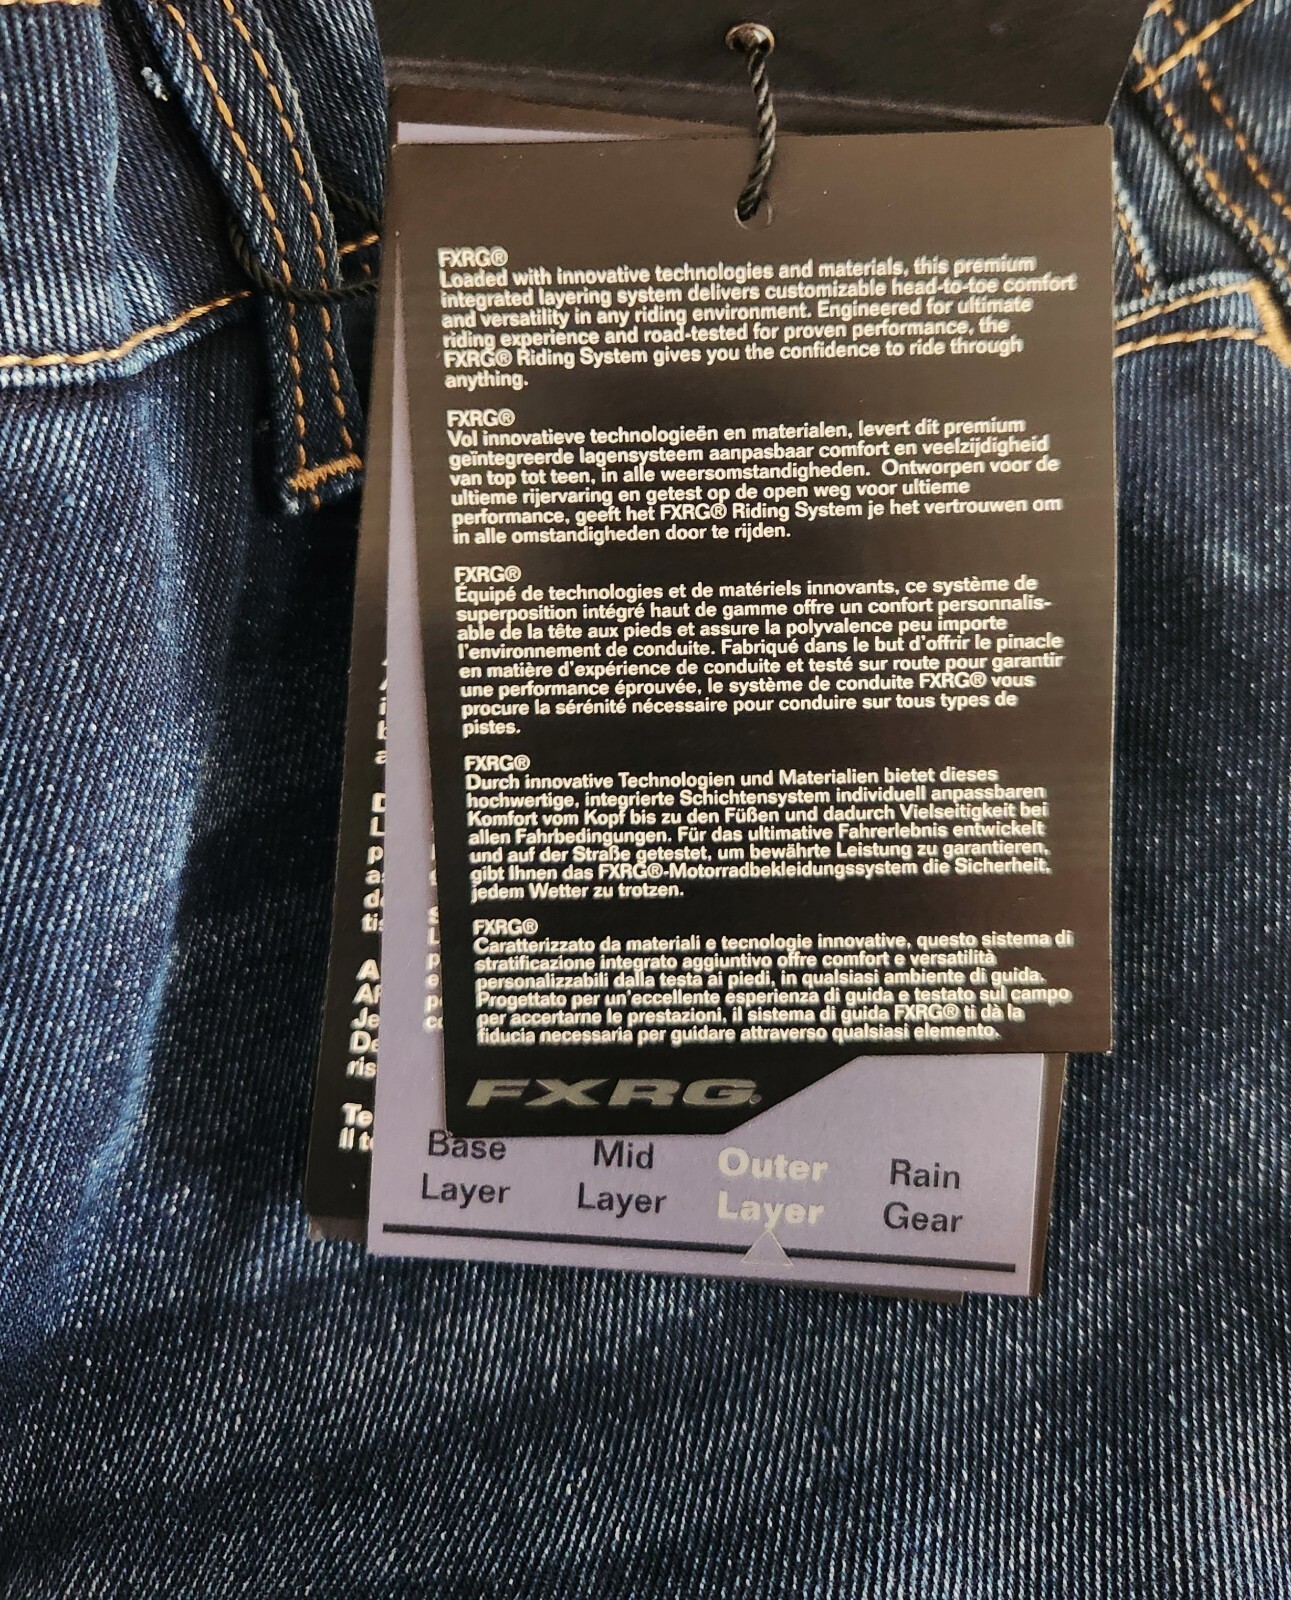 FXRG®
Loaded with innovative technologies and materials, this premium
integrated layering system delivers customizable head-to-toe comfort
and versatility in any riding environment. Engineered for ultimate
riding experience and road-tested for proven performance, the
FXRG® Riding System gives you the confidence to ride through
anything.
FXRG®
Vol innovatieve technologieën en materialen, levert dit premium
geïntegreerde lagensysteem aanpasbaar comfort en veelzijdigheid
van top tot teen, in alle weersomstandigheden. Ontworpen voor de
ultieme rijervaring en getest op de open weg voor ultieme
performance, geeft het FXRG® Riding System je het vertrouwen om
in alle omstandigheden door te rijden.
FXRG®
Équipé de technologies et de matériels innovants, ce système de
superposition intégré haut de gamme offre un confort personnalis-
able de la tête aux pieds et assure la polyvalence peu importe
l'environnement de conduite. Fabriqué dans le but d'offrir le pinacle
en matière d'expérience de conduite et testé sur route pour garantir
une performance éprouvée, le système de conduite FXRG® vous
procure la sérénité nécessaire pour conduire sur tous types de
pistes.
FXRG®
Durch innovative Technologien und Materialien bietet dieses
hochwertige, integrierte Schichtensystem individuell anpassbaren
Komfort vom Kopf bis zu den Füßen und dadurch Vielseitigkeit bei
allen Fahrbedingungen. Für das ultimative Fahrerlebnis entwickelt
und auf der Straße getestet, um bewährte Leistung zu garantieren,
gibt Ihnen das FXRG®-Motorradbekleidungssystem die Sicherheit,
jedem Wetter zu trotzen.
FXRG®
Caratterizzato da materiali e tecnologie innovative, questo sistema di
stratificazione integrato aggiuntivo offre comfort e versatilità
personalizzabili dalla testa ai piedi, in qualsiasi ambiente di guida.
Progettato per un'eccellente esperienza di guida e testato sul campo
per accertarne le prestazioni, il sistema di guida FXRG® ti dà la
fiducia necessaria per guidare attraverso qualsiasi elemento.
FXRG®
Base Layer
Mid Layer
Outer Layer
Rain Gear